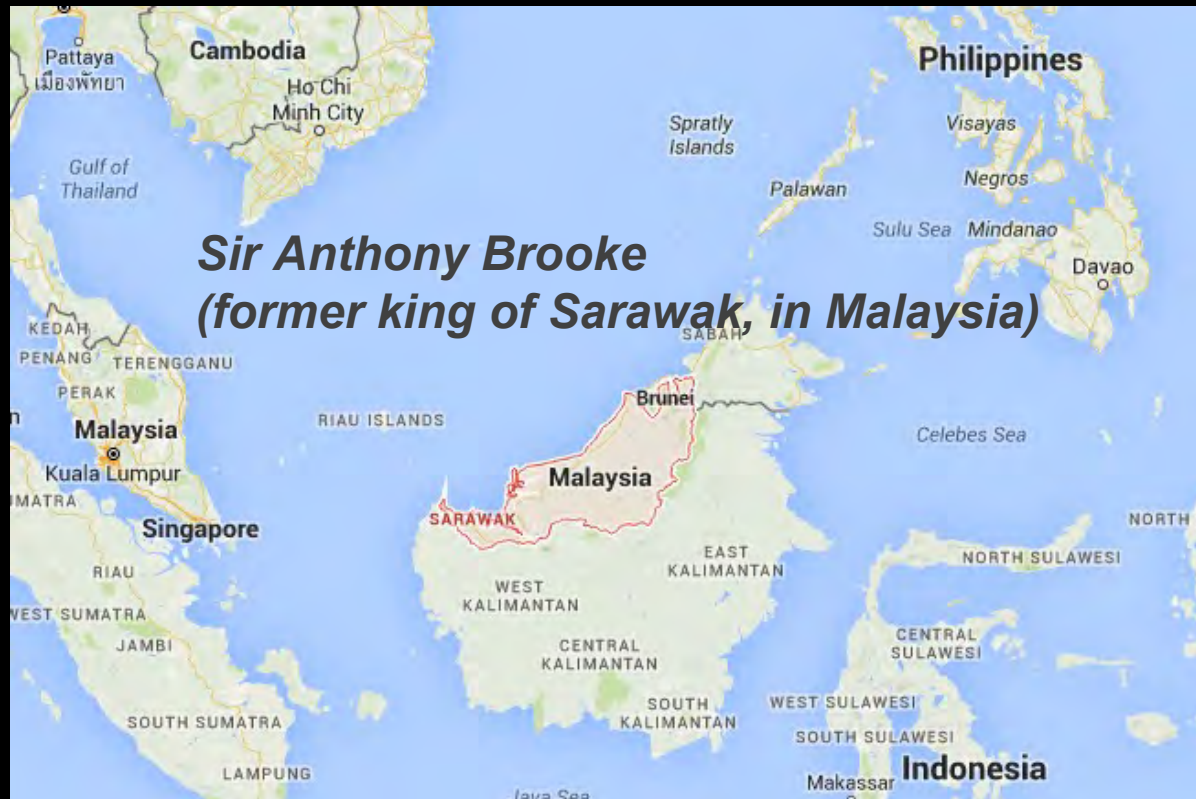 Pattaya
เมืองพัทยา
Cambodia
Ho Chi
Minh City
Philippines
Spratly
Islands
Visayas
Gulf of
Thailand
Palawan
Negros
Sulu Sea
Mindanao
Davao
Sir Anthony Brooke
(former king of Sarawak, in Malaysia)
KEDAH
PENANG
TERENGGANU
SABAH
PERAK
Malaysia
Kuala Lumpur
RIAU ISLANDS
Brunei
Malaysia
Celebes Sea
SARAWAK
Singapore
NORTH
RIAU
EAST
KALIMANTAN
NORTH SULAWESI
WEST
KALIMANTAN
WEST SUMATRA
JAMBI
CENTRAL
KALIMANTAN
CENTRAL
SULAWESI
SOUTH SUMATRA
SOUTH
KALIMANTAN
WEST SULAWESI
SOUTH SULAWESI
LAMPUNG
Makassar
Indonesia
Java Sea